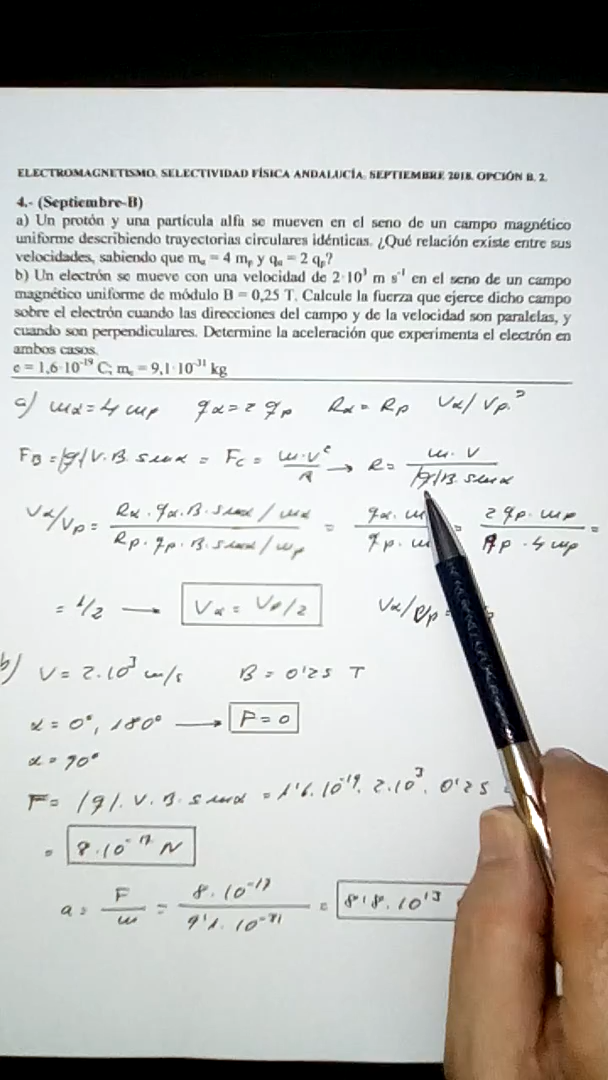 ELECTROMAGNETISMO. SELECTIVIDAD FÍSICA ANDALUCÍA. SEPTIEMBRE 2018. OPCIÓN B. 2.
4.- (Septiembre-B)
a) Un protón y una partícula alfa se mueven en el seno de un campo magnético
uniforme describiendo trayectorias circulares idénticas. ¿Qué relación existe entre sus
velocidades, sabiendo que mα = 4 mp y qα = 2 qp?
b) Un electrón se mueve con una velocidad de 2·10³ m s⁻¹ en el seno de un campo
magnético uniforme de módulo B = 0,25 T. Calcule la fuerza que ejerce dicho campo
sobre el electrón cuando las direcciones del campo y de la velocidad son paralelas, y
cuando son perpendiculares. Determine la aceleración que experimenta el electrón en
ambos casos.
e = 1,6·10⁻¹⁹ C; me = 9,1·10⁻³¹ kg
a) mα = 4 mp qα = 2 qp Rα = Rp Vα/Vp?
FB = |q| V·B senα = Fc = m·v²/R → R = m·V/|q|B·senα
Vα/Vp = Rα·qα·B·senα/mα / Rp·qp·B·senα/mp = qα·m / qp·m = 2qp·mp / qp·4mp =
= 1/2 → Vα = Vp/2 Vα/Vp =
b) V = 2·10³ m/s B = 0'25 T
α = 0°, 180° → F = 0
α = 90°
F = |q|·V·B·senα = 1'6·10⁻¹⁹·2·10³·0'25
= 8·10⁻¹⁷ N
a = F/m = 8·10⁻¹⁷ / 9'1·10⁻³¹ = 8'8·10¹³